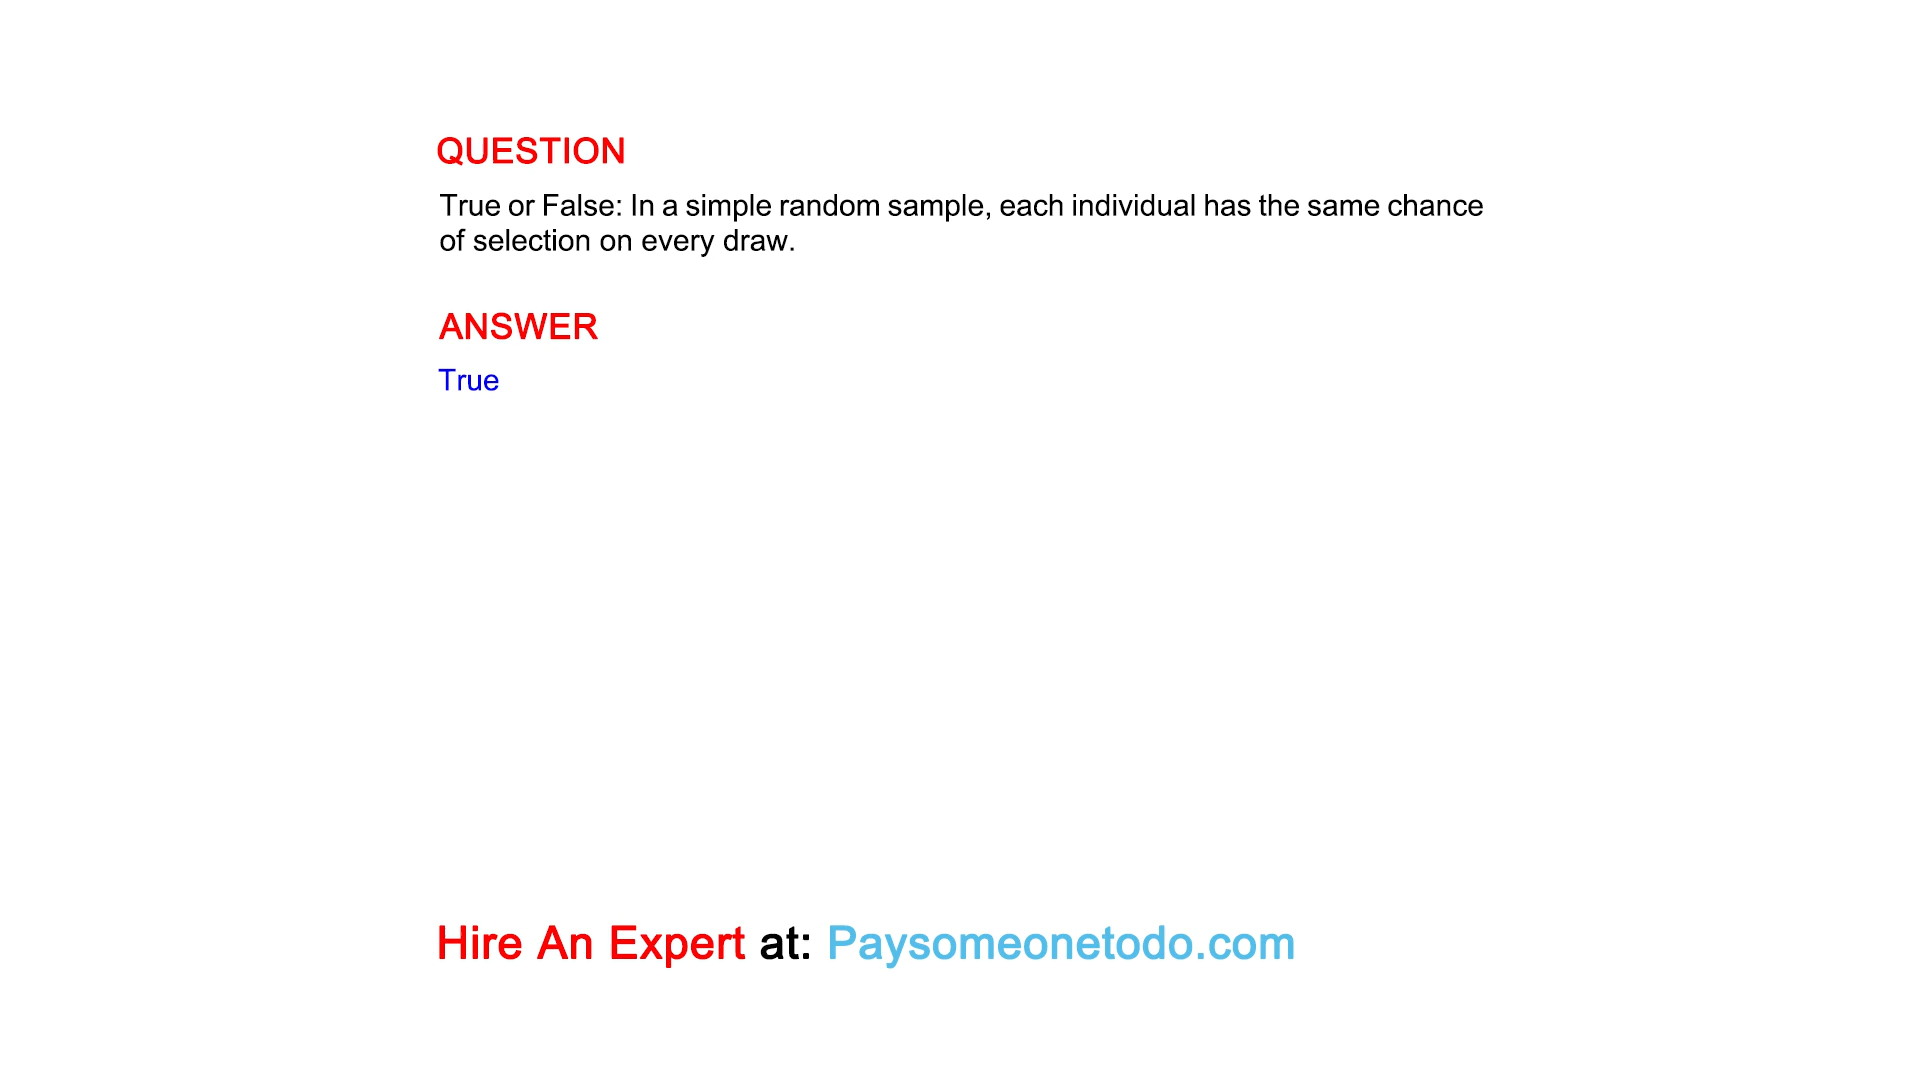 QUESTION
True or False: In a simple random sample, each individual has the same chance
of selection on every draw.
ANSWER
True
Hire An Expert at: Paysomeonetodo.com